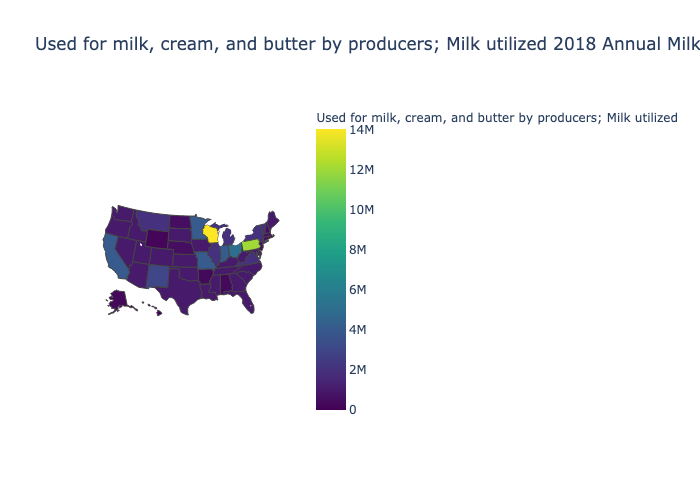 Used for milk, cream, and butter by producers; Milk utilized 2018 Annual Milk
Used for milk, cream, and butter by producers; Milk utilized
14M
12M
10M
8M
6M
4M
2M
0